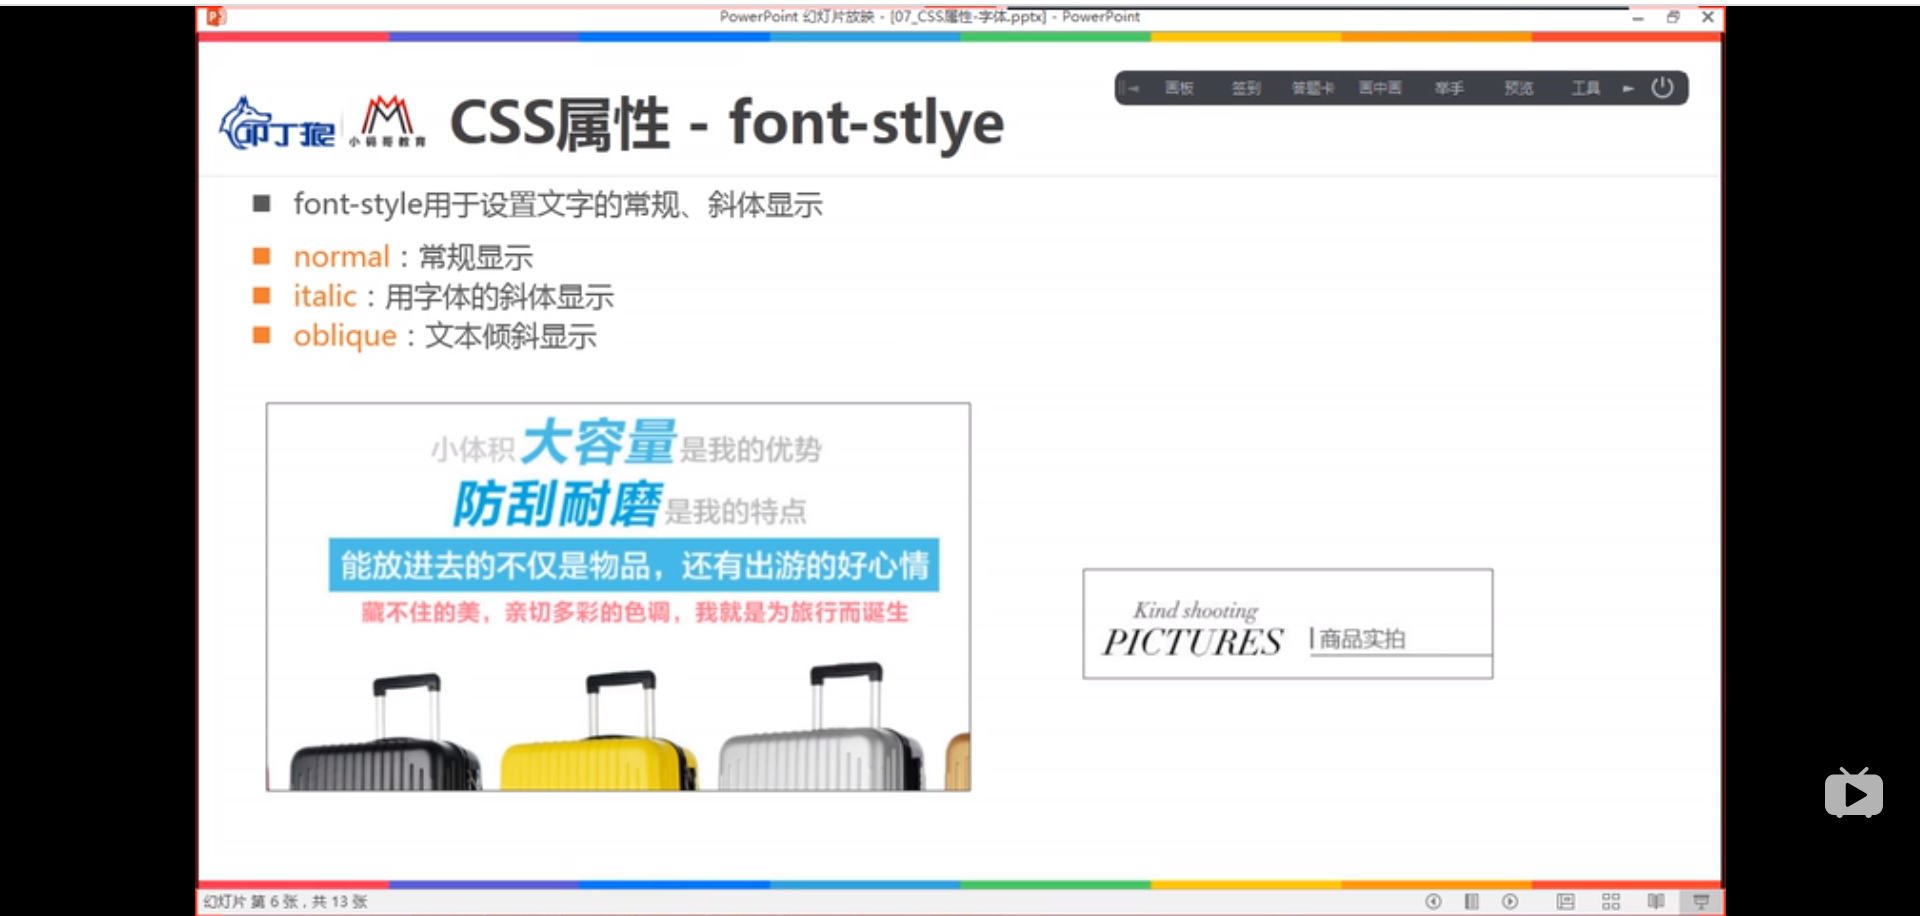 PowerPoint 幻灯片放映 - [07_CSS属性-字体.pptx] - PowerPoint
画板 签到 答题卡 画中画 举手 预览 工具
叩丁狼 小码哥教育 CSS属性 - font-stlye
font-style用于设置文字的常规、斜体显示
normal：常规显示
italic：用字体的斜体显示
oblique：文本倾斜显示
小体积大容量是我的优势
防刮耐磨是我的特点
能放进去的不仅是物品，还有出游的好心情
藏不住的美，亲切多彩的色调，我就是为旅行而诞生
Kind shooting
PICTURES 商品实拍
幻灯片 第 6 张，共 13 张